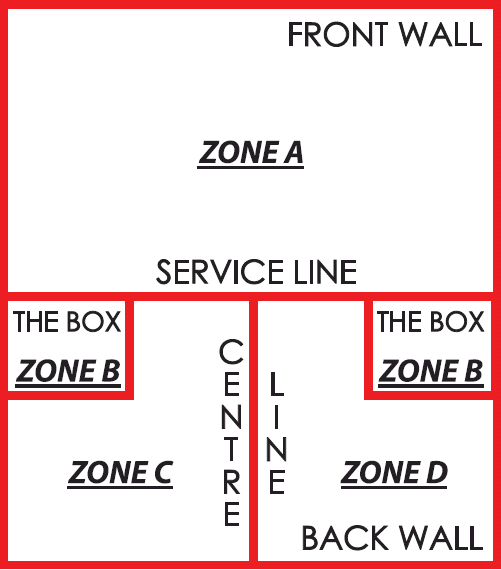 FRONT WALL
ZONE A
SERVICE LINE
THE BOX
ZONE B
THE BOX
ZONE B
CENTRE
LINE
ZONE C
ZONE D
BACK WALL